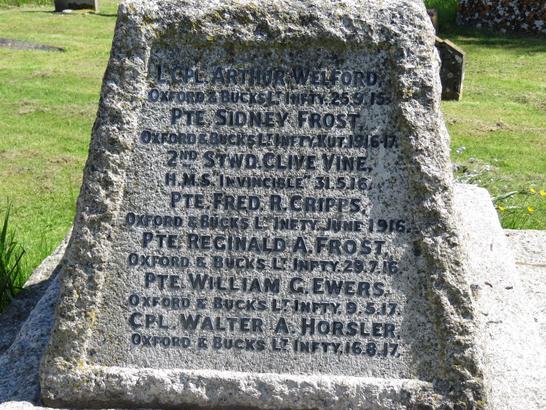 L.CPL. ARTHUR WELFORD,
OXFORD & BUCKS LT. INFTY. 25.9.15.
PTE. SIDNEY FROST,
OXFORD & BUCKS LT. INFTY. KUT. 1916-17.
2ND STWD. CLIVE VINE,
H.M.S. "INVINCIBLE" 31.5.16.
PTE. FRED. R. CRIPPS,
OXFORD & BUCKS LT. INFTY. JUNE 1916.
PTE. REGINALD A. FROST,
OXFORD & BUCKS LT. INFTY. 29.7.16.
PTE. WILLIAM G. EWERS,
OXFORD & BUCKS LT. INFTY. 9.5.17.
CPL. WALTER A. HORSLER,
OXFORD & BUCKS LT. INFTY. 16.8.17.